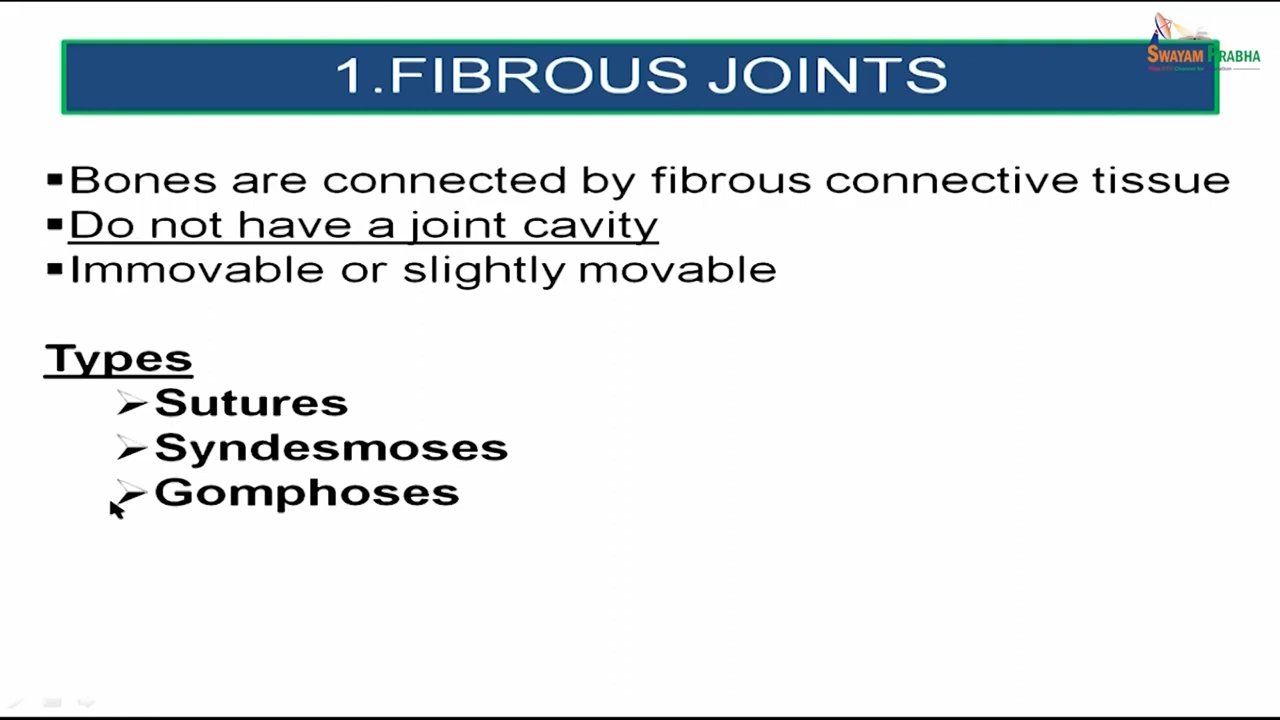 SWAYAM PRABHA
1.FIBROUS JOINTS
▪Bones are connected by fibrous connective tissue
▪Do not have a joint cavity
▪Immovable or slightly movable
Types
➢Sutures
➢Syndesmoses
➢Gomphoses